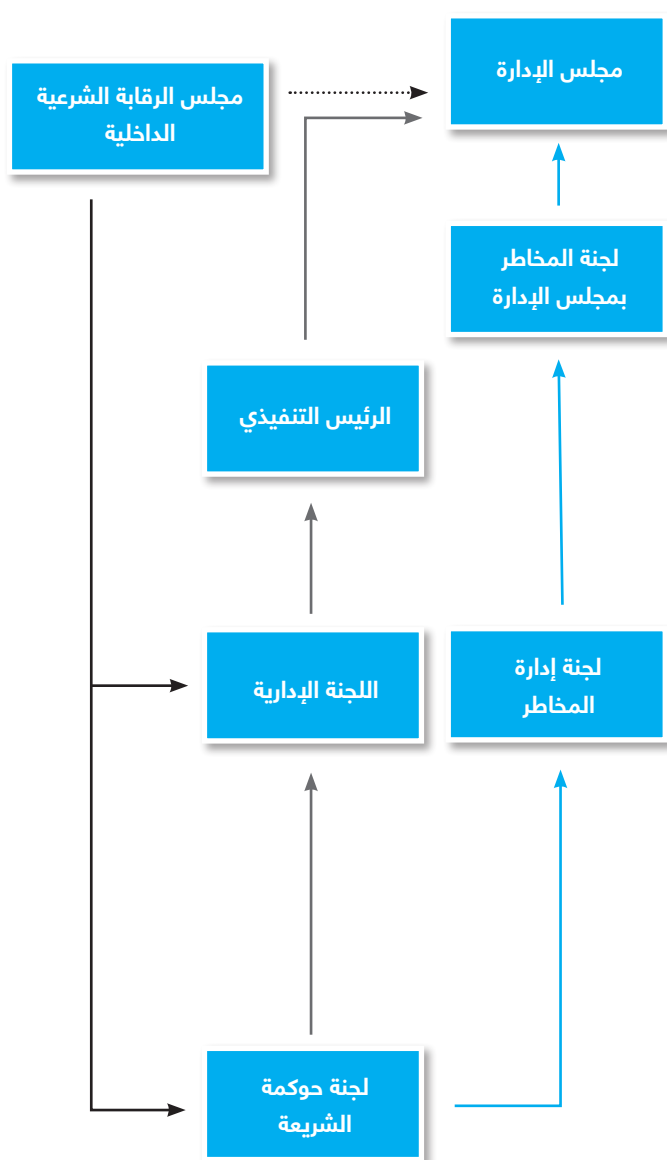 مجلس الإدارة
مجلس الرقابة الشرعية
الداخلية
لجنة المخاطر
بمجلس الإدارة
الرئيس التنفيذي
لجنة إدارة
المخاطر
اللجنة الإدارية
لجنة حوكمة
الشريعة